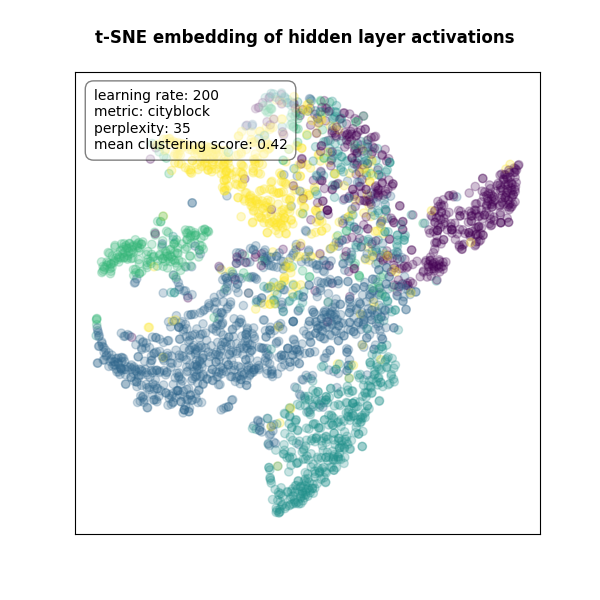 t-SNE embedding of hidden layer activations
learning rate: 200
metric: cityblock
perplexity: 35
mean clustering score: 0.42